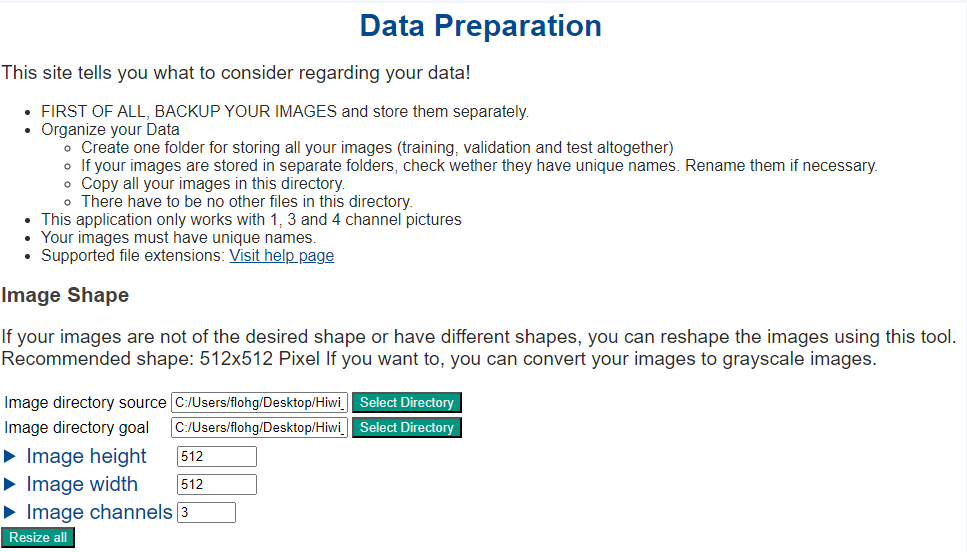 Data Preparation
This site tells you what to consider regarding your data!
FIRST OF ALL, BACKUP YOUR IMAGES and store them separately.
Organize your Data
Create one folder for storing all your images (training, validation and test altogether)
If your images are stored in separate folders, check wether they have unique names. Rename them if necessary.
Copy all your images in this directory.
There have to be no other files in this directory.
This application only works with 1, 3 and 4 channel pictures
Your images must have unique names.
Supported file extensions: Visit help page
Image Shape
If your images are not of the desired shape or have different shapes, you can reshape the images using this tool.
Recommended shape: 512x512 Pixel If you want to, you can convert your images to grayscale images.
Image directory source C:/Users/flohg/Desktop/Hiwi_ Select Directory
Image directory goal C:/Users/flohg/Desktop/Hiwi_ Select Directory
Image height 512
Image width 512
Image channels 3
Resize all